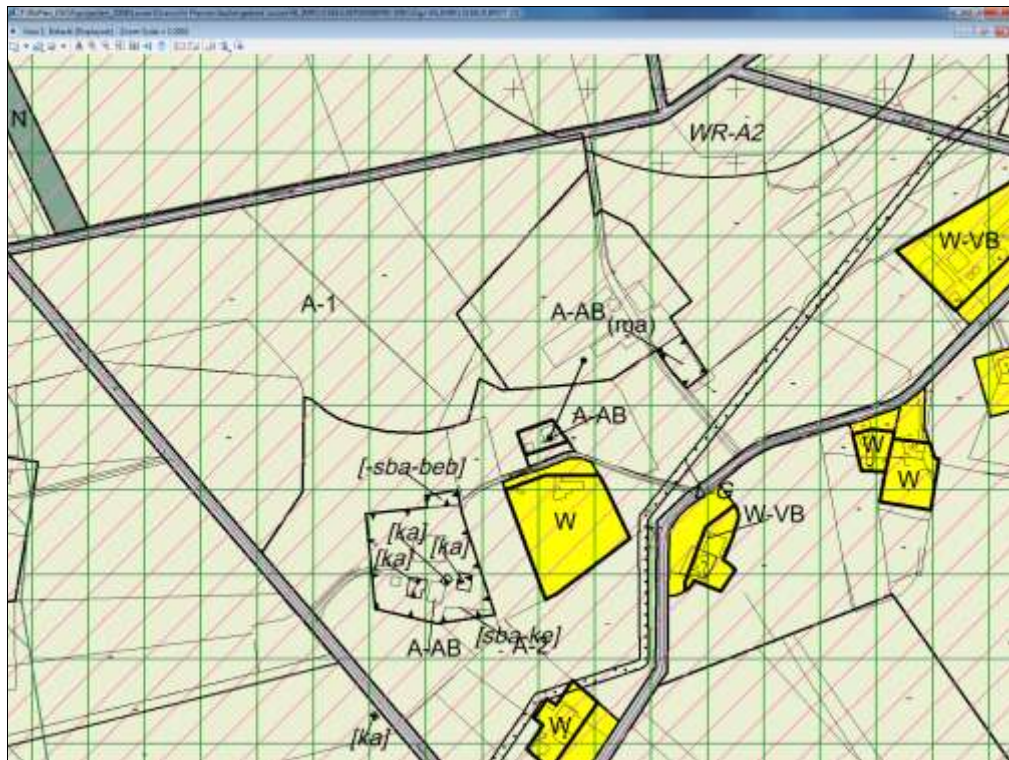 N
WR-A2
W-VB
A-1
A-AB
(ma)
A-AB
[-sba-beb]
W
W
W
G
W-VB
[ka]
[ka]
[ka]
[sba-ke]
A-AB
A-2
W
[ka]